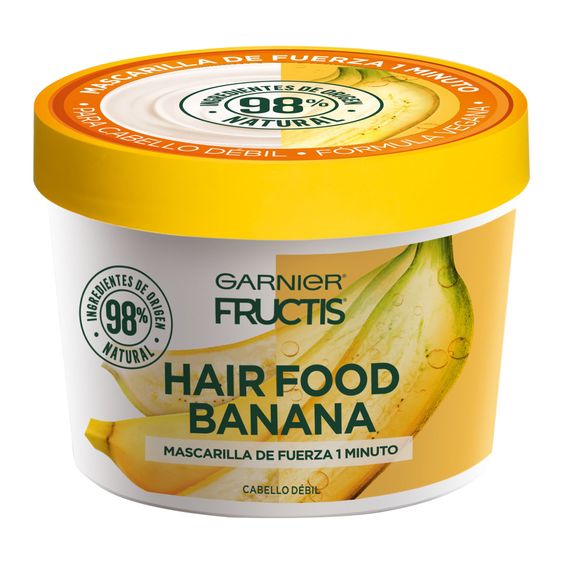 MASCARILLA DE FUERZA 1 MINUTO
• PARA CABELLO DÉBIL • FÓRMULA VEGANA •
INGREDIENTES DE ORIGEN
98%
NATURAL
INGREDIENTES DE ORIGEN
98%
NATURAL
GARNIER
FRUCTIS
HAIR FOOD
BANANA
MASCARILLA DE FUERZA 1 MINUTO
CABELLO DÉBIL